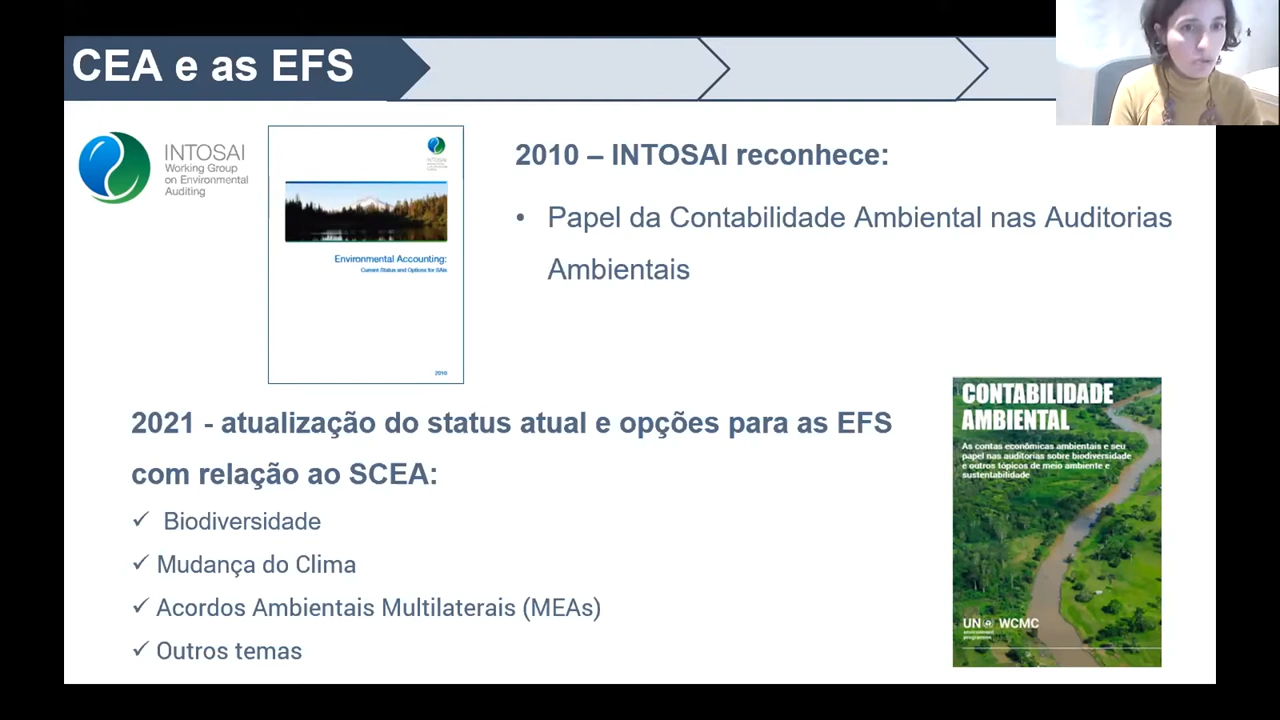 CEA e as EFS
INTOSAI
Working Group
on Environmental
Auditing
Environmental Accounting:
Current Status and Options for SAIs
2010
2010 – INTOSAI reconhece:
• Papel da Contabilidade Ambiental nas Auditorias
Ambientais
2021 - atualização do status atual e opções para as EFS
com relação ao SCEA:
✓ Biodiversidade
✓ Mudança do Clima
✓ Acordos Ambientais Multilaterais (MEAs)
✓ Outros temas
CONTABILIDADE
AMBIENTAL
As contas econômicas ambientais e seu
papel nas auditorias sobre biodiversidade
e outros tópicos de meio ambiente e
sustentabilidade
UN WCMC
environment
programme